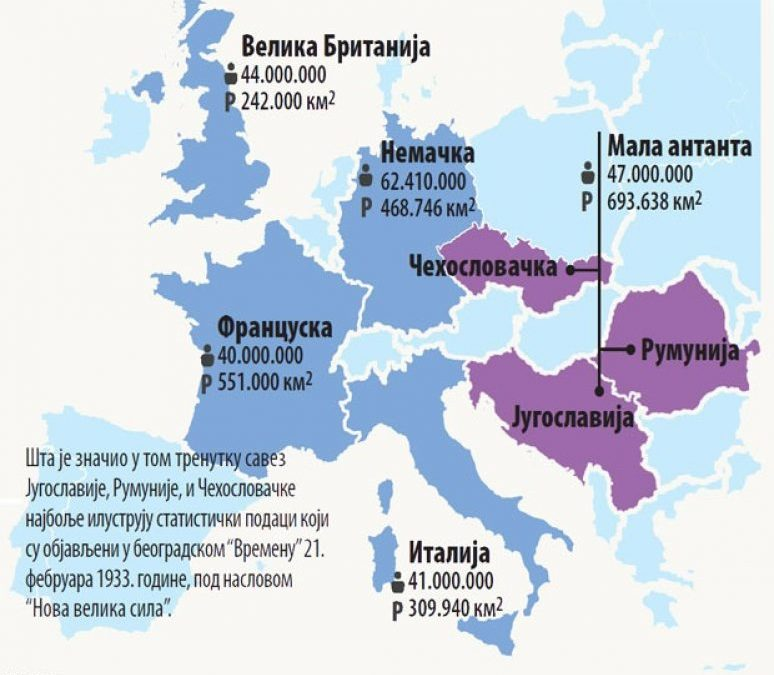 Велика Британија
44.000.000
P 242.000 км²
Немачка
62.410.000
P 468.746 км²
Мала антанта
47.000.000
P 693.638 км²
Чехословачка
Француска
40.000.000
P 551.000 км²
Румунија
Југославија
Шта је значио у том тренутку савез
Југославије, Румуније, и Чехословачке
најбоље илуструју статистички подаци који
су објављени у београдском “Времену” 21.
фебруара 1933. године, под насловом
“Нова велика сила”.
Италија
41.000.000
P 309.940 км²